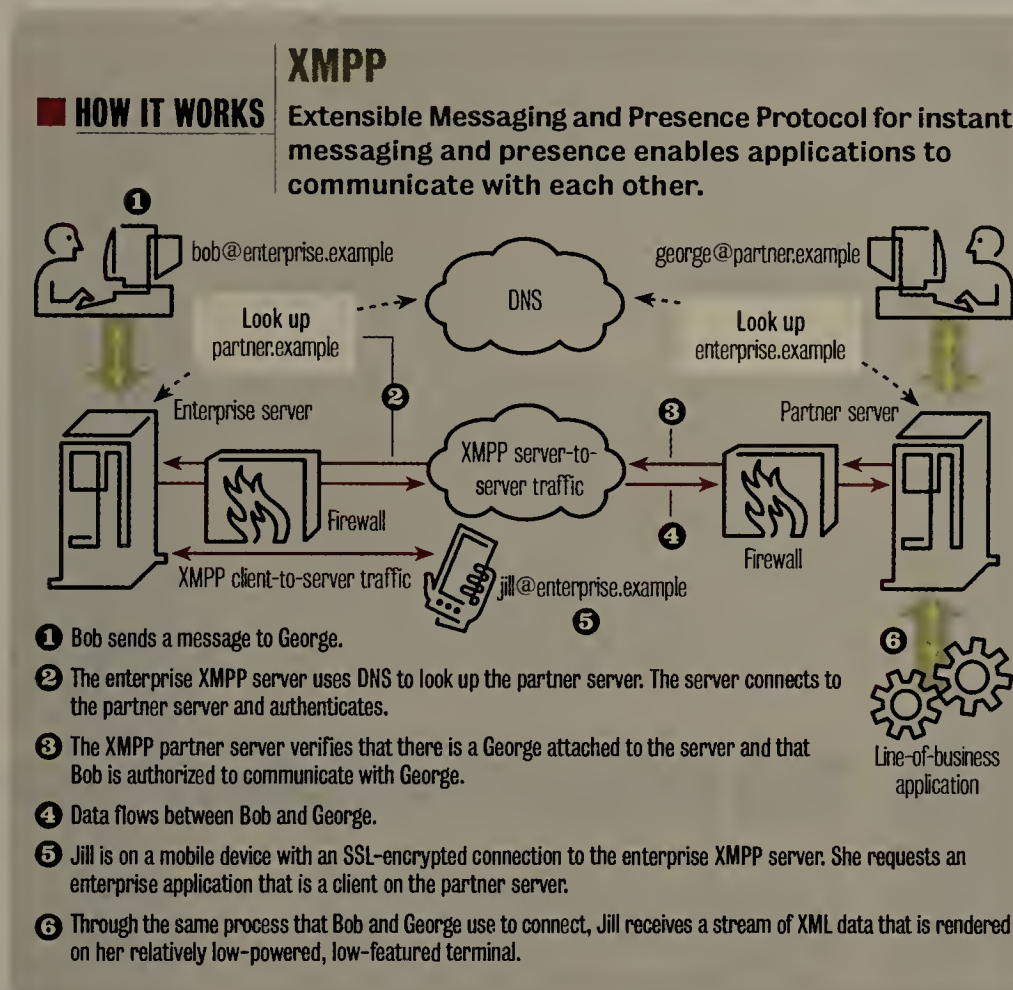 XMPP
HOW IT WORKS
Extensible Messaging and Presence Protocol for instant
messaging and presence enables applications to
communicate with each other.
1
bob@enterprise.example
george@partner.example
DNS
Look up
partner.example
Look up
enterprise.example
2
Enterprise server
3
Partner server
XMPP server-to-
server traffic
Firewall
4
Firewall
XMPP client-to-server traffic
jill@enterprise.example
5
6
Line-of-business
application
1 Bob sends a message to George.
2 The enterprise XMPP server uses DNS to look up the partner server. The server connects to
the partner server and authenticates.
3 The XMPP partner server verifies that there is a George attached to the server and that
Bob is authorized to communicate with George.
4 Data flows between Bob and George.
5 Jill is on a mobile device with an SSL-encrypted connection to the enterprise XMPP server. She requests an
enterprise application that is a client on the partner server.
6 Through the same process that Bob and George use to connect, Jill receives a stream of XML data that is rendered
on her relatively low-powered, low-featured terminal.